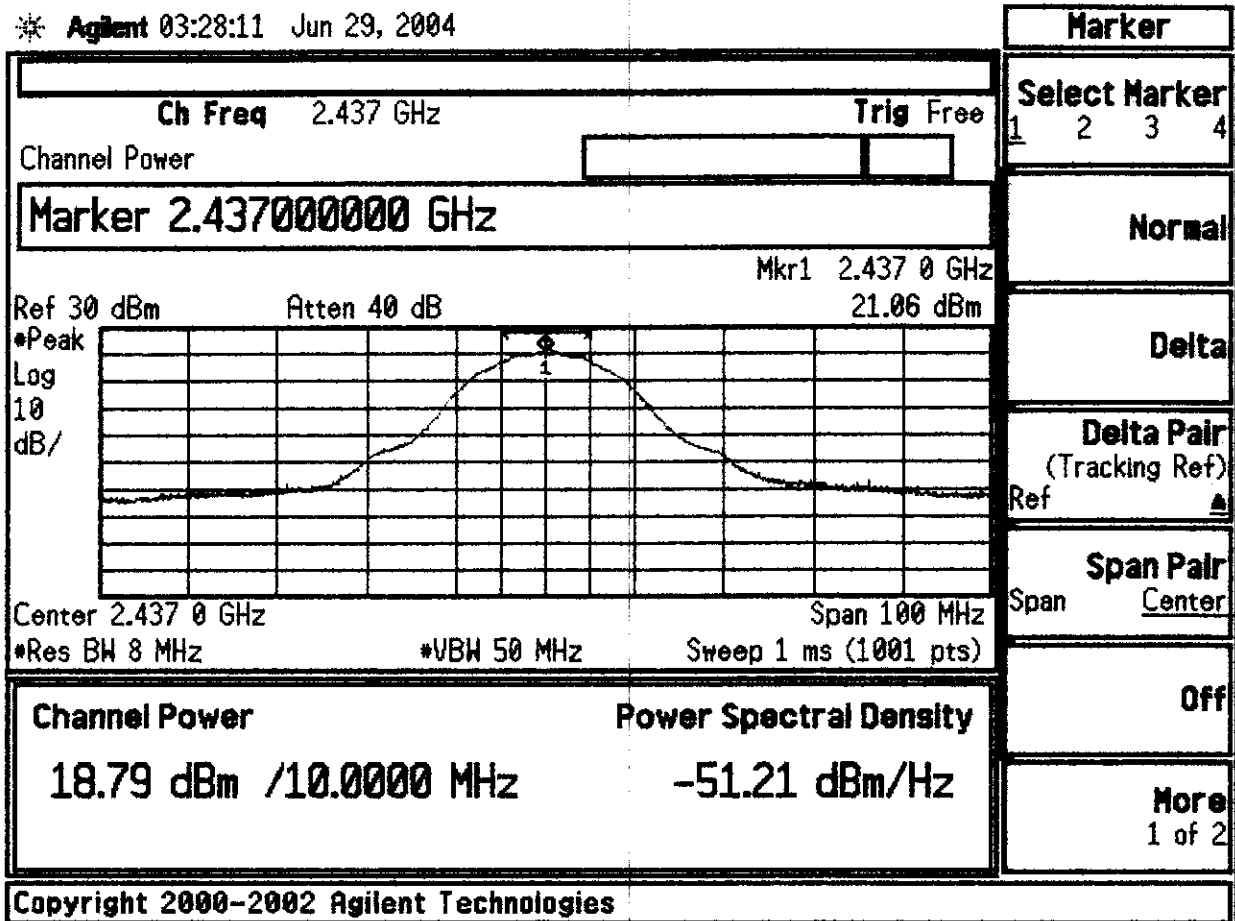 Agilent 03:28:11 Jun 29, 2004
Ch Freq 2.437 GHz
Trig Free
Channel Power
Marker 2.437000000 GHz
Mkr1 2.437 0 GHz
Ref 30 dBm Atten 40 dB 21.06 dBm
*Peak
Log
10
dB/
1
Center 2.437 0 GHz Span 100 MHz
*Res BW 8 MHz *VBW 50 MHz Sweep 1 ms (1001 pts)
Channel Power
Power Spectral Density
18.79 dBm /10.0000 MHz
-51.21 dBm/Hz
Copyright 2000-2002 Agilent Technologies
Marker
Select Marker
1 2 3 4
Normal
Delta
Delta Pair
(Tracking Ref)
Ref ▲
Span Pair
Span Center
Off
More
1 of 2